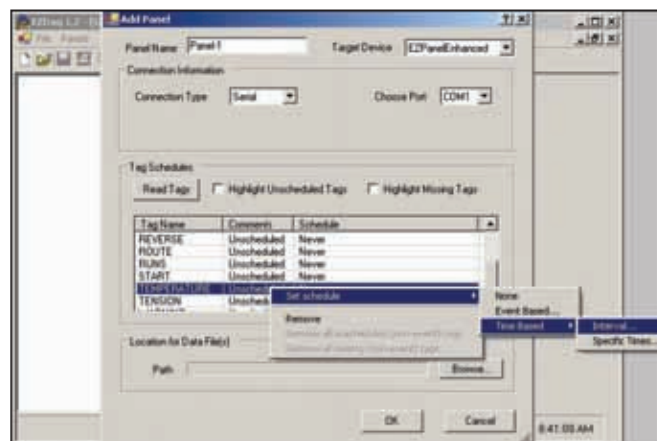 Add Panel
File
Panel Name Panel-1 Target Device EZPanelEnhanced
Connection Information
Connection Type Serial Choose Port COM1
Tag Schedules
Read Tags Highlight Unscheduled Tags Highlight Missing Tags
Tag Name Comments Schedule
REVERSE Unscheduled Never
ROUTE Unscheduled Never
RUNS Unscheduled Never
START Unscheduled Never
TEMPERATURE
TENSION
Set schedule
Remove
None
Event Based...
Time Based
Interval...
Specific Times...
Location for Data File(s)
Path Browse...
OK Cancel
8:41:08 AM